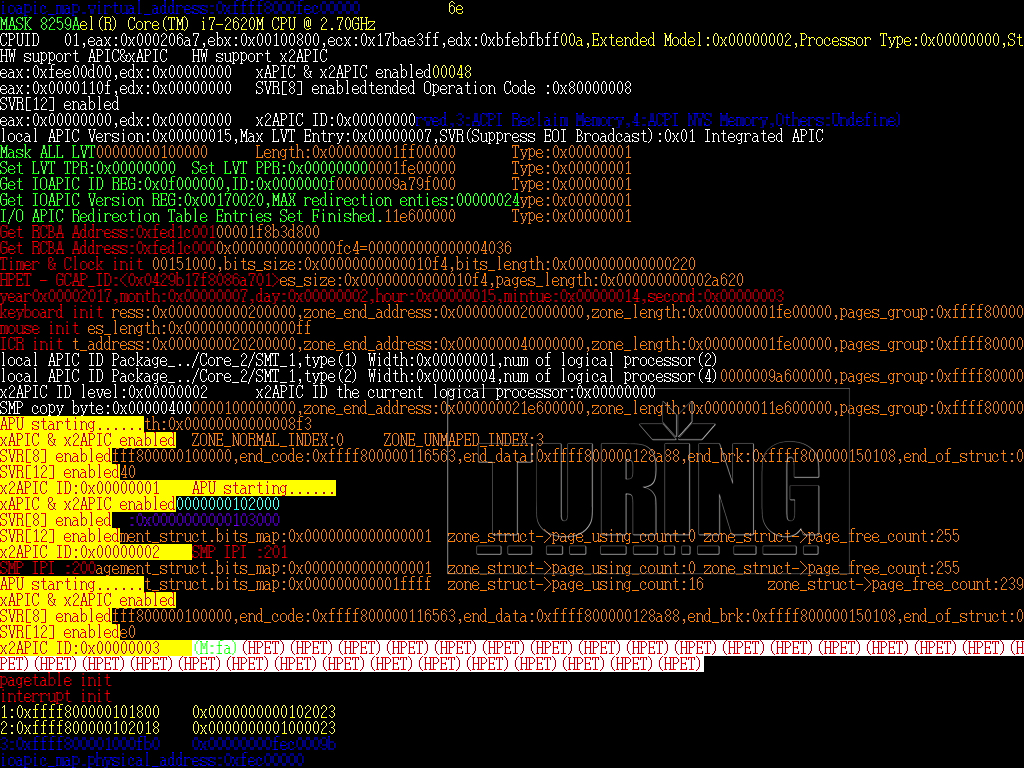 ioapic_map.virtual_address:0xffff8000fec00000           6e
MASK 8259Ael(R) Core(TM) i7-2620M CPU @ 2.70GHz
CPUID   01,eax:0x000206a7,ebx:0x00100800,ecx:0x17bae3ff,edx:0xbfebfbff00a,Extended Model:0x00000002,Processor Type:0x00000000,St
HW support APIC&xAPIC   HW support x2APIC
eax:0xfee00d00,edx:0x00000000   xAPIC & x2APIC enabled00048
eax:0x0000110f,edx:0x00000000   SVR[8] enabledtended Operation Code :0x80000008
SVR[12] enabled
eax:0x00000000,edx:0x00000000   x2APIC ID:0x00000000rved,3:ACPI Reclaim Memory,4:ACPI NVS Memory,Others:Undefine)
local APIC Version:0x00000015,Max LVT Entry:0x00000007,SVR(Suppress EOI Broadcast):0x01 Integrated APIC
Mask ALL LVT00000000100000      Length:0x000000001ff00000       Type:0x00000001
Set LVT TPR:0x00000000  Set LVT PPR:0x000000000001fe00000       Type:0x00000001
Get IOAPIC ID REG:0x0f000000,ID:0x0000000f00000009a79f000       Type:0x00000001
Get IOAPIC Version REG:0x00170020,MAX redirection enties:00000024ype:0x00000001
I/O APIC Redirection Table Entries Set Finished.11e600000       Type:0x00000001
Get RCBA Address:0xfed1c00100001f8b3d800
Get RCBA Address:0xfed1c0000x0000000000000fc4=000000000000004036
Timer & Clock init 00151000,bits_size:0x00000000000010f4,bits_length:0x0000000000000220
HPET - GCAP_ID:<0x0429b17f8086a701>es_size:0x00000000000010f4,pages_length:0x000000000002a620
year0x00002017,month:0x00000007,day:0x00000002,hour:0x00000015,mintue:0x00000014,second:0x00000003
keyboard init ress:0x0000000000200000,zone_end_address:0x0000000020000000,zone_length:0x000000001fe00000,pages_group:0xffff80000
mouse init es_length:0x00000000000000ff
ICR init t_address:0x0000000020200000,zone_end_address:0x0000000040000000,zone_length:0x000000001fe00000,pages_group:0xffff80000
local APIC ID Package_../Core_2/SMT_1,type(1) Width:0x00000001,num of logical processor(2)
local APIC ID Package_../Core_2/SMT_1,type(2) Width:0x00000004,num of logical processor(4)0000009a600000,pages_group:0xffff80000
x2APIC ID level:0x00000002      x2APIC ID the current logical processor:0x00000000
SMP copy byte:0x000004000000100000000,zone_end_address:0x000000021e600000,zone_length:0x000000011e600000,pages_group:0xffff80000
APU starting......th:0x00000000000008f3
xAPIC & x2APIC enabled  ZONE_NORMAL_INDEX:0     ZONE_UNMAPED_INDEX:3
SVR[8] enabledfff800000100000,end_code:0xffff800000116563,end_data:0xffff800000128a88,end_brk:0xffff800000150108,end_of_struct:0
SVR[12] enabled40
x2APIC ID:0x00000001    APU starting......
xAPIC & x2APIC enabled0000000102000
SVR[8] enabled  :0x0000000000103000
SVR[12] enabledment_struct.bits_map:0x0000000000000001  zone_struct->page_using_count:0 zone_struct->page_free_count:255
x2APIC ID:0x00000002    SMP IPI :201
SMP IPI :200agement_struct.bits_map:0x0000000000000001  zone_struct->page_using_count:0 zone_struct->page_free_count:255
APU starting......t_struct.bits_map:0x000000000001ffff  zone_struct->page_using_count:16        zone_struct->page_free_count:239
xAPIC & x2APIC enabled
SVR[8] enabledfff800000100000,end_code:0xffff800000116563,end_data:0xffff800000128a88,end_brk:0xffff800000150108,end_of_struct:0
SVR[12] enablede0
x2APIC ID:0x00000003    (M:fa)(HPET)(HPET)(HPET)(HPET)(HPET)(HPET)(HPET)(HPET)(HPET)(HPET)(HPET)(HPET)(HPET)(HPET)(HPET)(HPET)(H
PET)(HPET)(HPET)(HPET)(HPET)(HPET)(HPET)(HPET)(HPET)(HPET)(HPET)(HPET)(HPET)(HPET)(HPET)
pagetable init
interrupt init
1:0xffff800000101800    0x0000000000102023
2:0xffff800000102018    0x0000000001000023
3:0xffff800001000fb0    0x00000000fec0009b
ioapic_map.physical_address:0xfec00000
TURING